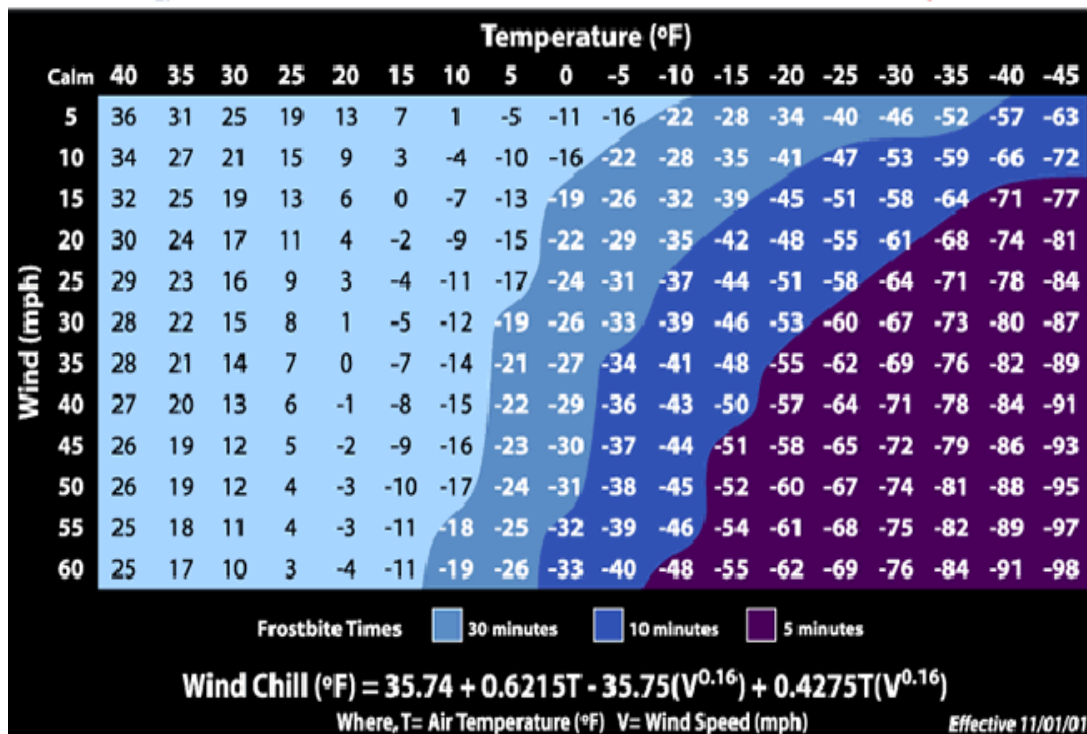 Temperature (ºF)
Calm 40 35 30 25 20 15 10 5 0 -5 -10 -15 -20 -25 -30 -35 -40 -45
5 36 31 25 19 13 7 1 -5 -11 -16 -22 -28 -34 -40 -46 -52 -57 -63
10 34 27 21 15 9 3 -4 -10 -16 -22 -28 -35 -41 -47 -53 -59 -66 -72
15 32 25 19 13 6 0 -7 -13 -19 -26 -32 -39 -45 -51 -58 -64 -71 -77
20 30 24 17 11 4 -2 -9 -15 -22 -29 -35 -42 -48 -55 -61 -68 -74 -81
25 29 23 16 9 3 -4 -11 -17 -24 -31 -37 -44 -51 -58 -64 -71 -78 -84
30 28 22 15 8 1 -5 -12 -19 -26 -33 -39 -46 -53 -60 -67 -73 -80 -87
35 28 21 14 7 0 -7 -14 -21 -27 -34 -41 -48 -55 -62 -69 -76 -82 -89
40 27 20 13 6 -1 -8 -15 -22 -29 -36 -43 -50 -57 -64 -71 -78 -84 -91
45 26 19 12 5 -2 -9 -16 -23 -30 -37 -44 -51 -58 -65 -72 -79 -86 -93
50 26 19 12 4 -3 -10 -17 -24 -31 -38 -45 -52 -60 -67 -74 -81 -88 -95
55 25 18 11 4 -3 -11 -18 -25 -32 -39 -46 -54 -61 -68 -75 -82 -89 -97
60 25 17 10 3 -4 -11 -19 -26 -33 -40 -48 -55 -62 -69 -76 -84 -91 -98
Wind (mph)
Frostbite Times 30 minutes 10 minutes 5 minutes
Wind Chill (ºF) = 35.74 + 0.6215T - 35.75(V^0.16) + 0.4275T(V^0.16)
Where, T= Air Temperature (ºF) V= Wind Speed (mph) Effective 11/01/01